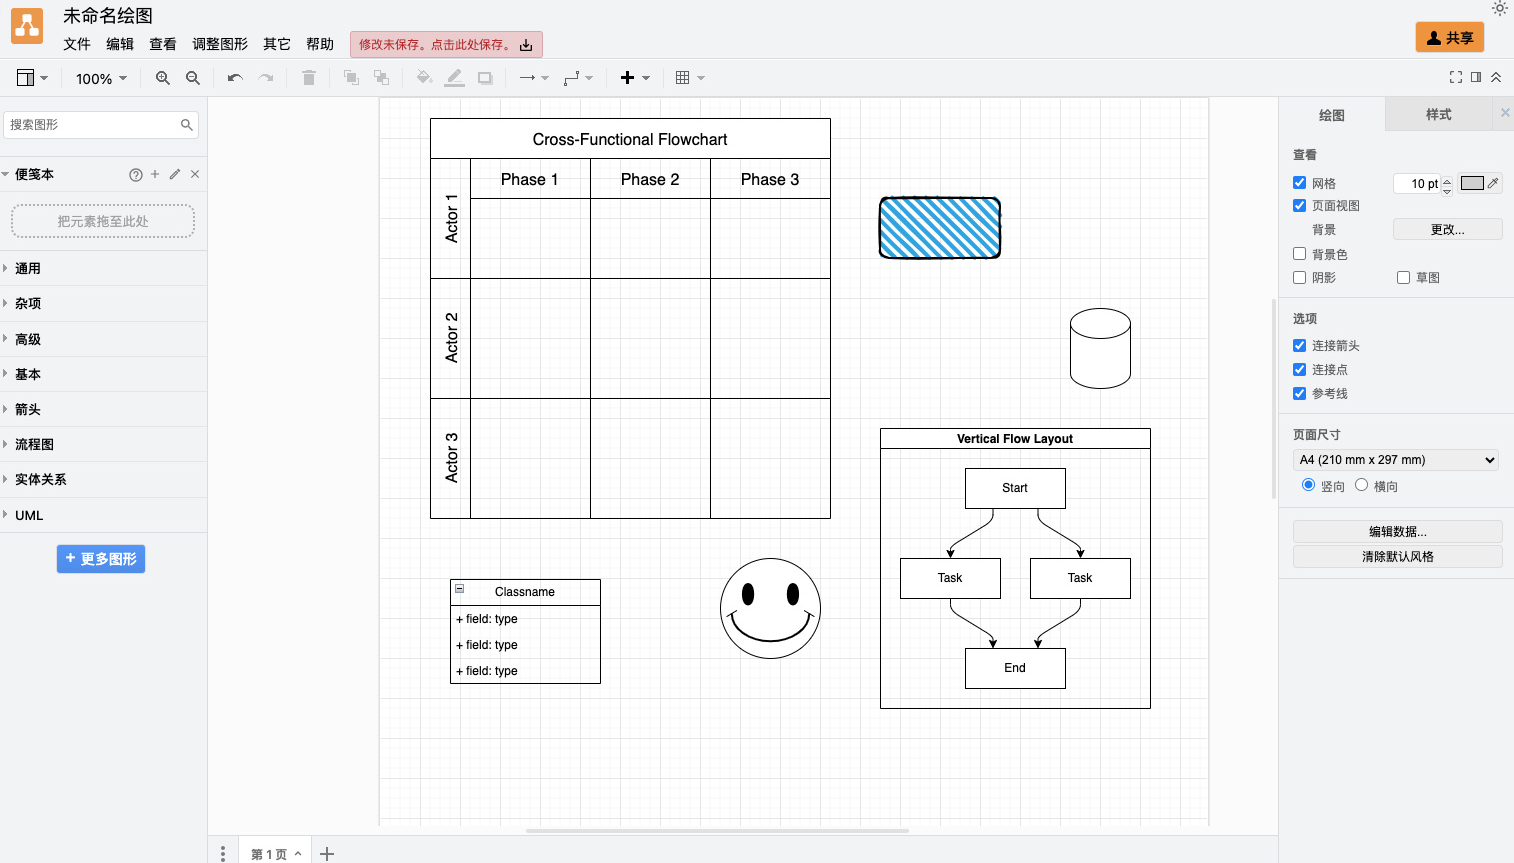 未命名绘图
文件 编辑 查看 调整图形 其它 帮助 修改未保存。点击此处保存。
共享
100%
搜索图形
便笺本
把元素拖至此处
通用
杂项
高级
基本
箭头
流程图
实体关系
UML
+ 更多图形
Cross-Functional Flowchart
Phase 1 Phase 2 Phase 3
Actor 1
Actor 2
Actor 3
Classname
+ field: type
+ field: type
+ field: type
Vertical Flow Layout
Start
Task Task
End
绘图 样式
查看
网格 10 pt
页面视图
背景 更改...
背景色
阴影 草图
选项
连接箭头
连接点
参考线
页面尺寸
A4 (210 mm x 297 mm)
竖向 横向
编辑数据...
清除默认风格
第 1 页